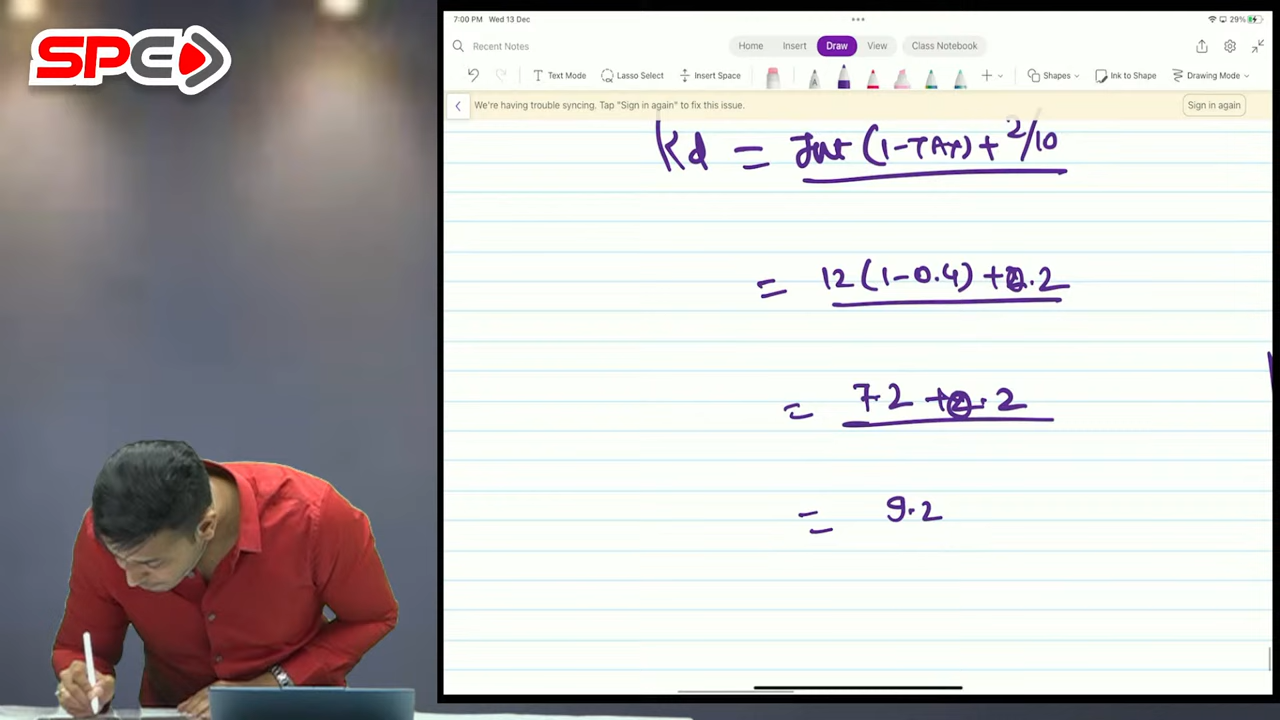 SPED
7:00 PM Wed 13 Dec
29%
Recent Notes
Home Insert Draw View Class Notebook
Text Mode Lasso Select Insert Space Shapes Ink to Shape Drawing Mode
We're having trouble syncing. Tap "Sign in again" to fix this issue. Sign in again
Kd = Int (1-TAX) + 2/10
= 12(1-0.4) + 0.2
= 7.2 + .2
= 9.2